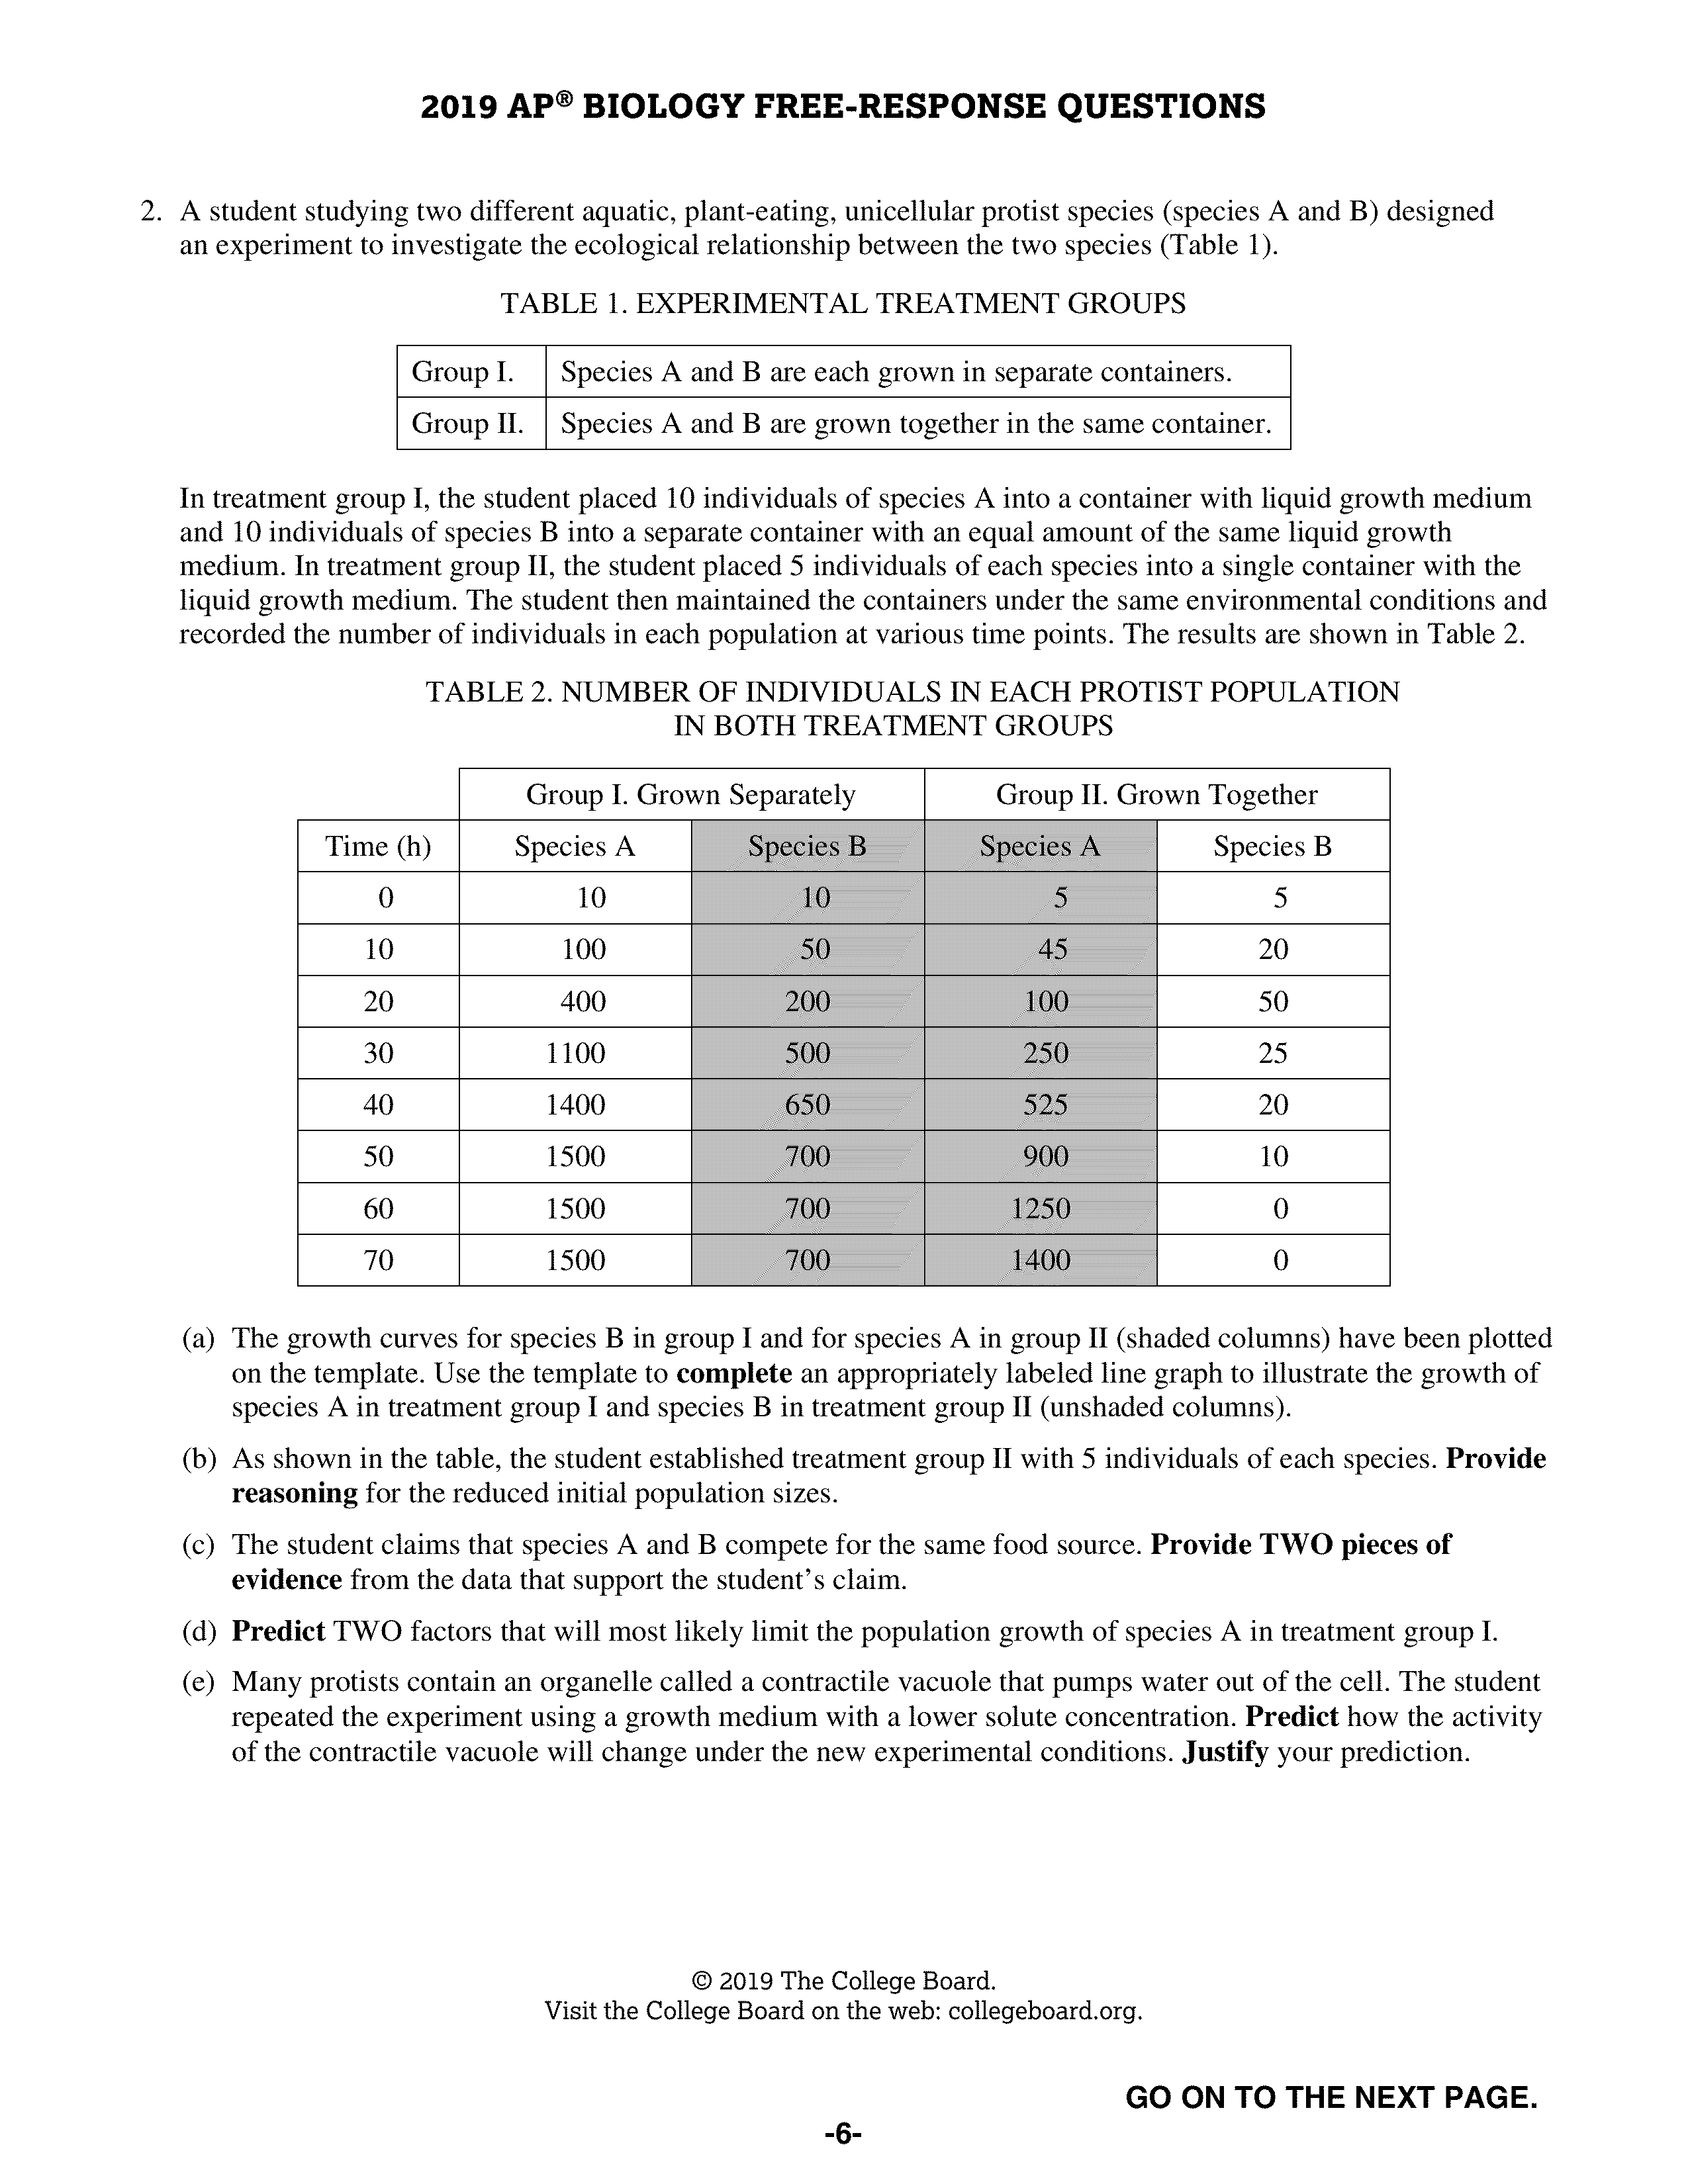 2019 AP® BIOLOGY FREE-RESPONSE QUESTIONS
2. A student studying two different aquatic, plant-eating, unicellular protist species (species A and B) designed
an experiment to investigate the ecological relationship between the two species (Table 1).
TABLE 1. EXPERIMENTAL TREATMENT GROUPS
Group I. Species A and B are each grown in separate containers.
Group II. Species A and B are grown together in the same container.
In treatment group I, the student placed 10 individuals of species A into a container with liquid growth medium
and 10 individuals of species B into a separate container with an equal amount of the same liquid growth
medium. In treatment group II, the student placed 5 individuals of each species into a single container with the
liquid growth medium. The student then maintained the containers under the same environmental conditions and
recorded the number of individuals in each population at various time points. The results are shown in Table 2.
TABLE 2. NUMBER OF INDIVIDUALS IN EACH PROTIST POPULATION
IN BOTH TREATMENT GROUPS
Group I. Grown Separately Group II. Grown Together
Time (h) Species A Species B Species A Species B
0 10 10 5 5
10 100 50 45 20
20 400 200 100 50
30 1100 500 250 25
40 1400 650 525 20
50 1500 700 900 10
60 1500 700 1250 0
70 1500 700 1400 0
(a) The growth curves for species B in group I and for species A in group II (shaded columns) have been plotted
on the template. Use the template to complete an appropriately labeled line graph to illustrate the growth of
species A in treatment group I and species B in treatment group II (unshaded columns).
(b) As shown in the table, the student established treatment group II with 5 individuals of each species. Provide
reasoning for the reduced initial population sizes.
(c) The student claims that species A and B compete for the same food source. Provide TWO pieces of
evidence from the data that support the student's claim.
(d) Predict TWO factors that will most likely limit the population growth of species A in treatment group I.
(e) Many protists contain an organelle called a contractile vacuole that pumps water out of the cell. The student
repeated the experiment using a growth medium with a lower solute concentration. Predict how the activity
of the contractile vacuole will change under the new experimental conditions. Justify your prediction.
© 2019 The College Board.
Visit the College Board on the web: collegeboard.org.
GO ON TO THE NEXT PAGE.
-6-